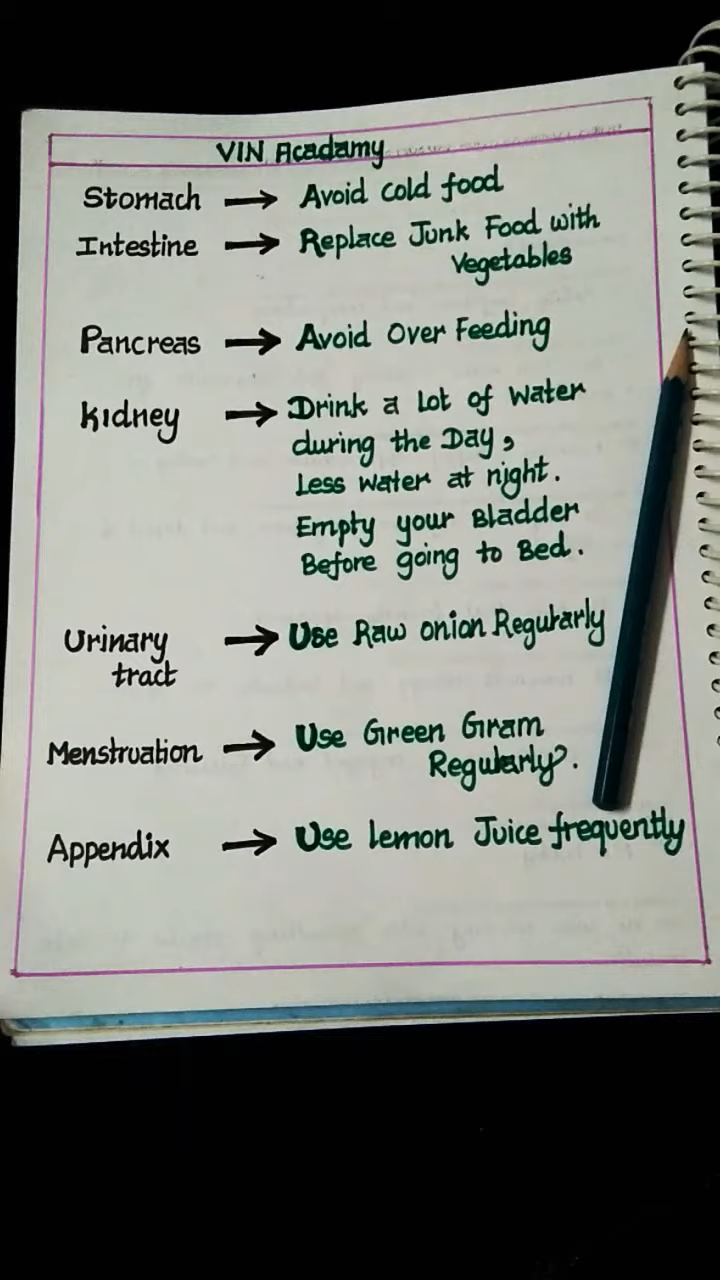 VIN Acadamy
Stomach → Avoid cold food
Intestine → Replace Junk Food with
Vegetables
Pancreas → Avoid Over Feeding
Kidney → Drink a Lot of Water
during the Day,
Less Water at night.
Empty your Bladder
Before going to Bed.
Urinary → Use Raw onion Regularly
tract
Menstruation → Use Green Gram
Regularly.
Appendix → Use lemon Juice frequently